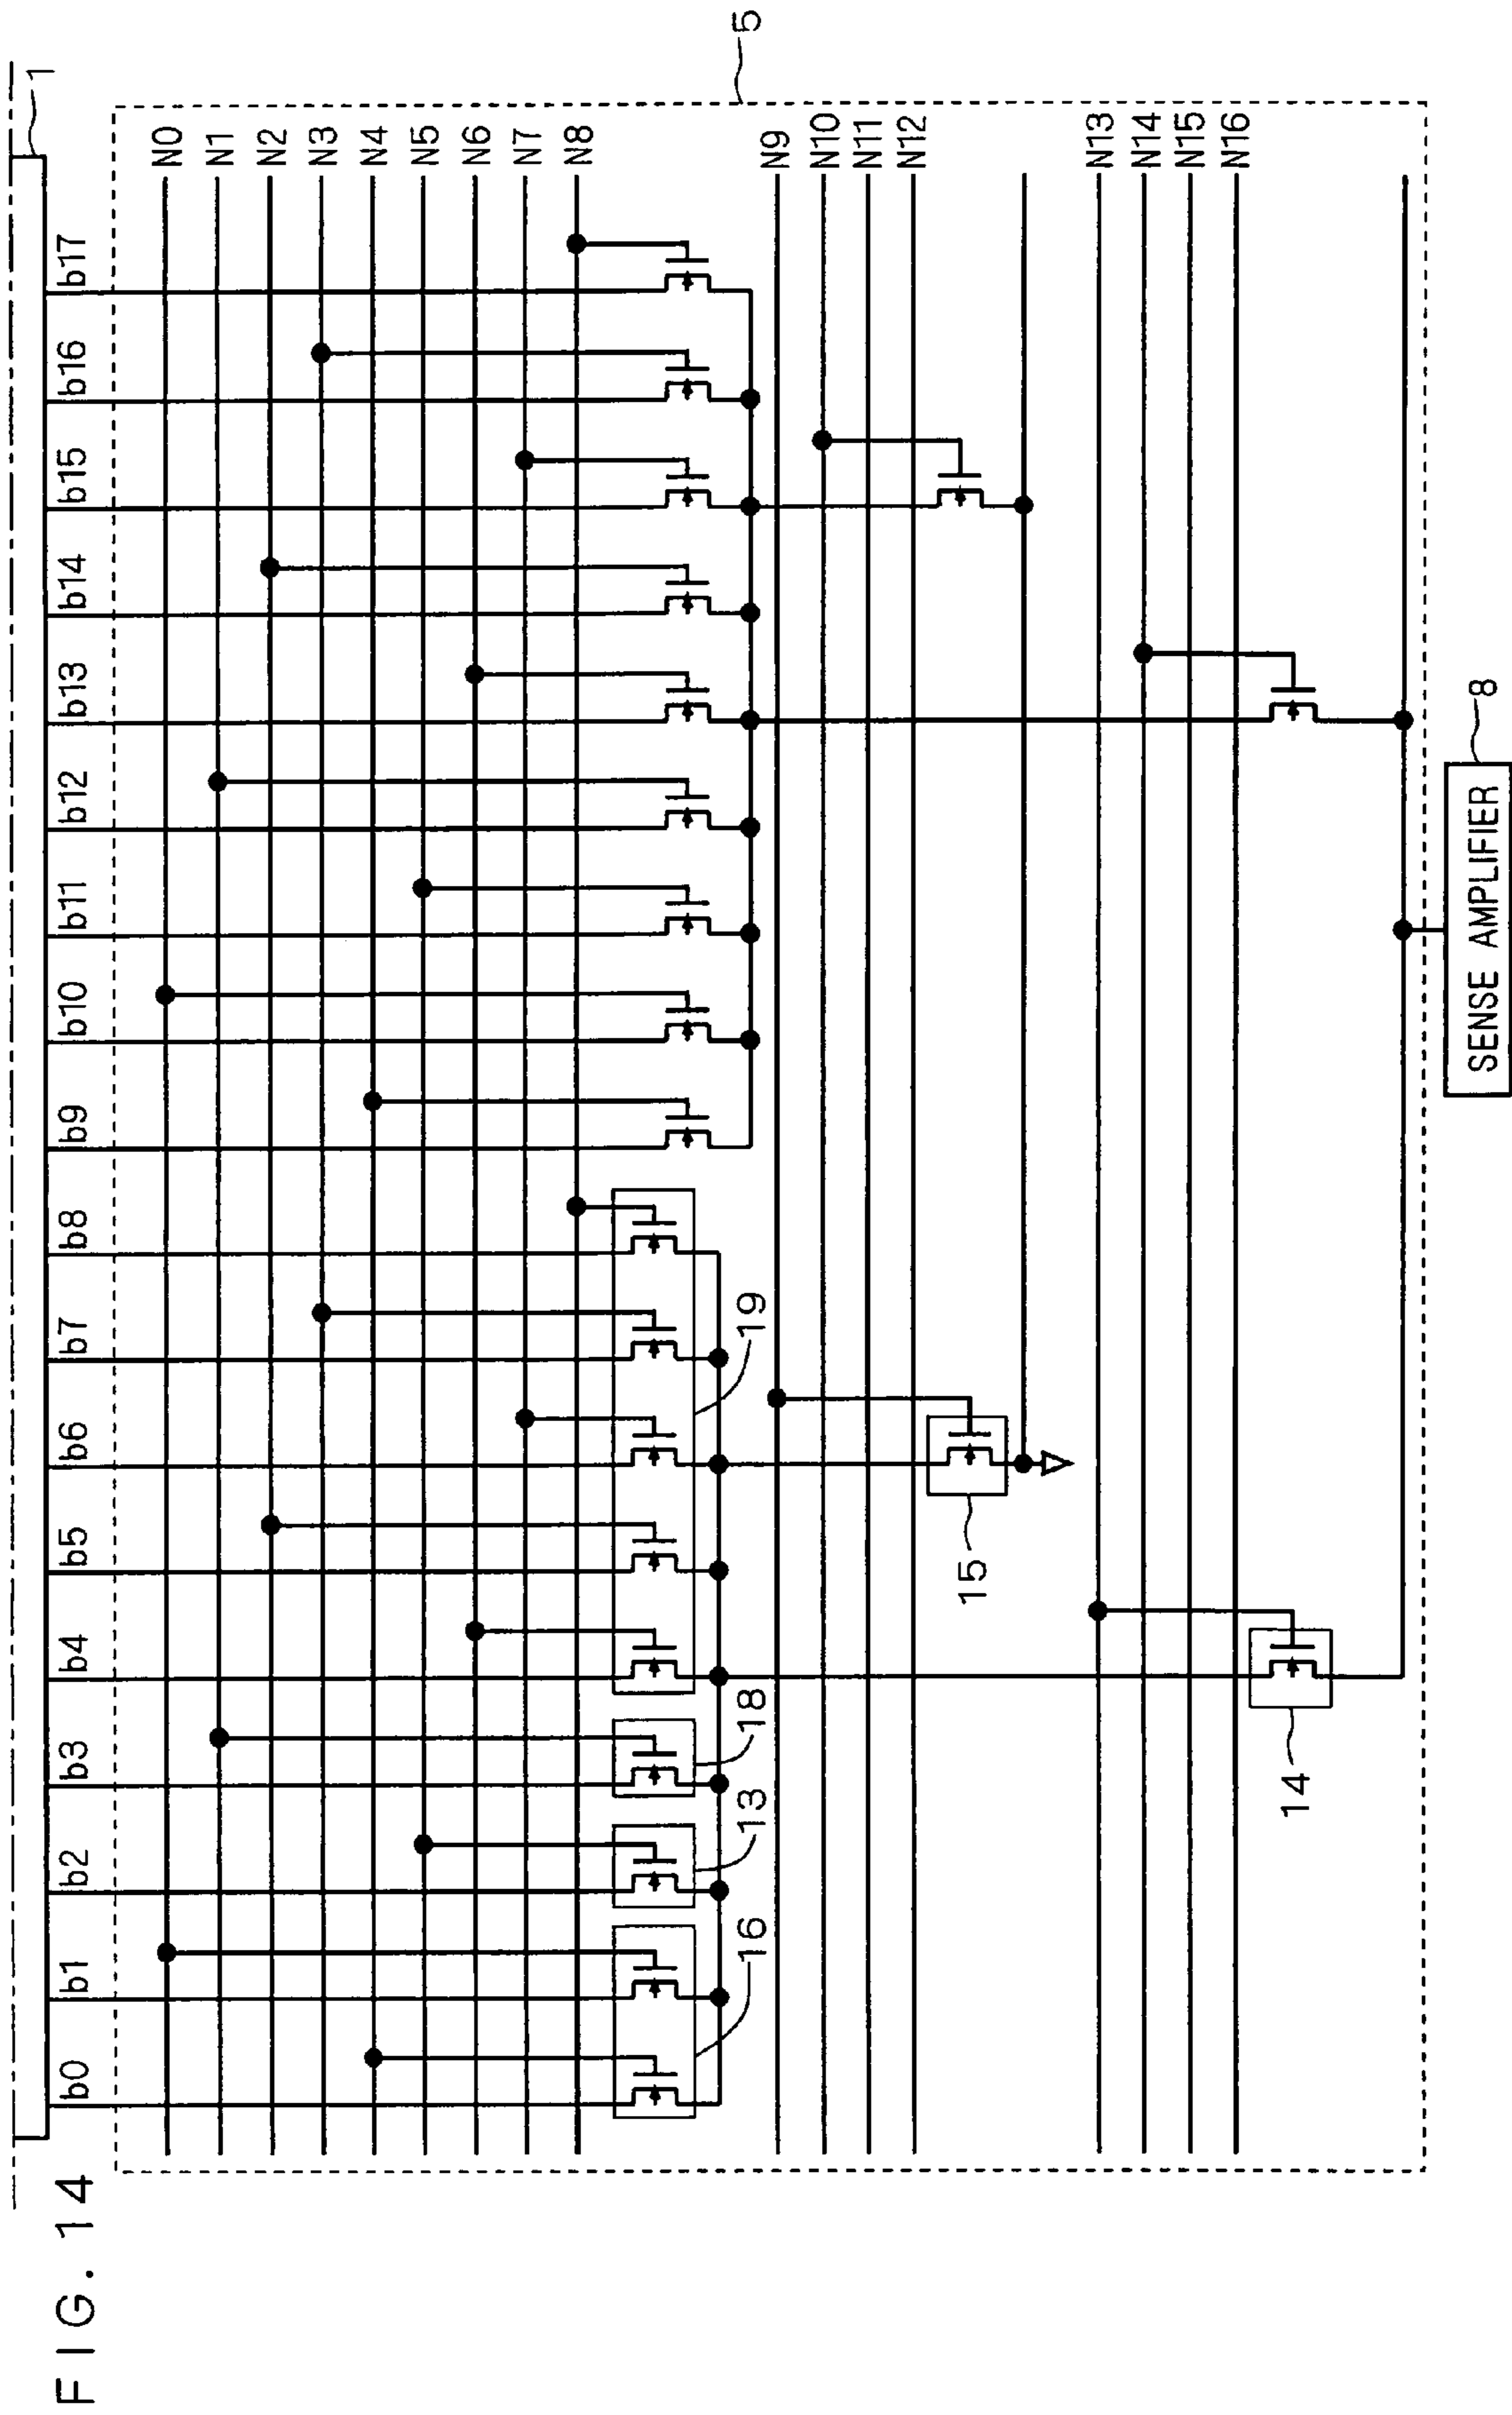 FIG. 14
1
b0 b1 b2 b3 b4 b5 b6 b7 b8 b9 b10 b11 b12 b13 b14 b15 b16 b17
N0
N1
N2
N3
N4
N5
N6
N7
N8
16 13 18 19
N9
N10
N11
N12
15
N13
N14
N15
N16
14
5
SENSE AMPLIFIER
8